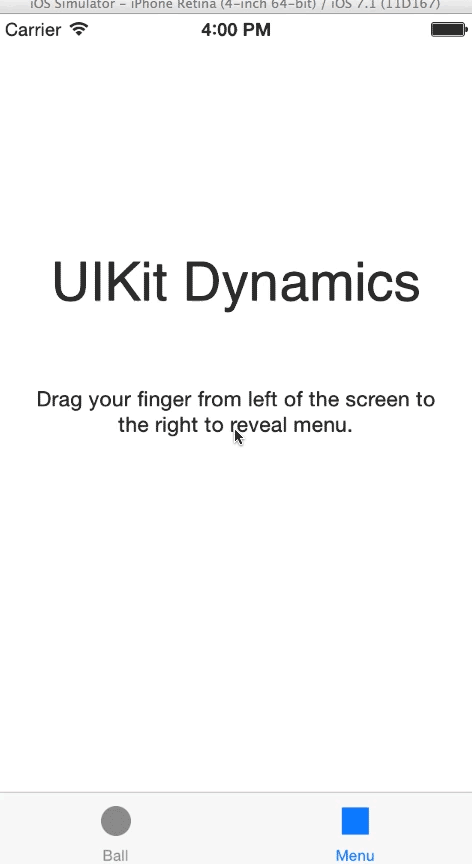 iOS Simulator – iPhone Retina (4-inch 64-bit) / iOS 7.1 (11D167)
Carrier 4:00 PM
UIKit Dynamics
Drag your finger from left of the screen to
the right to reveal menu.
Ball Menu